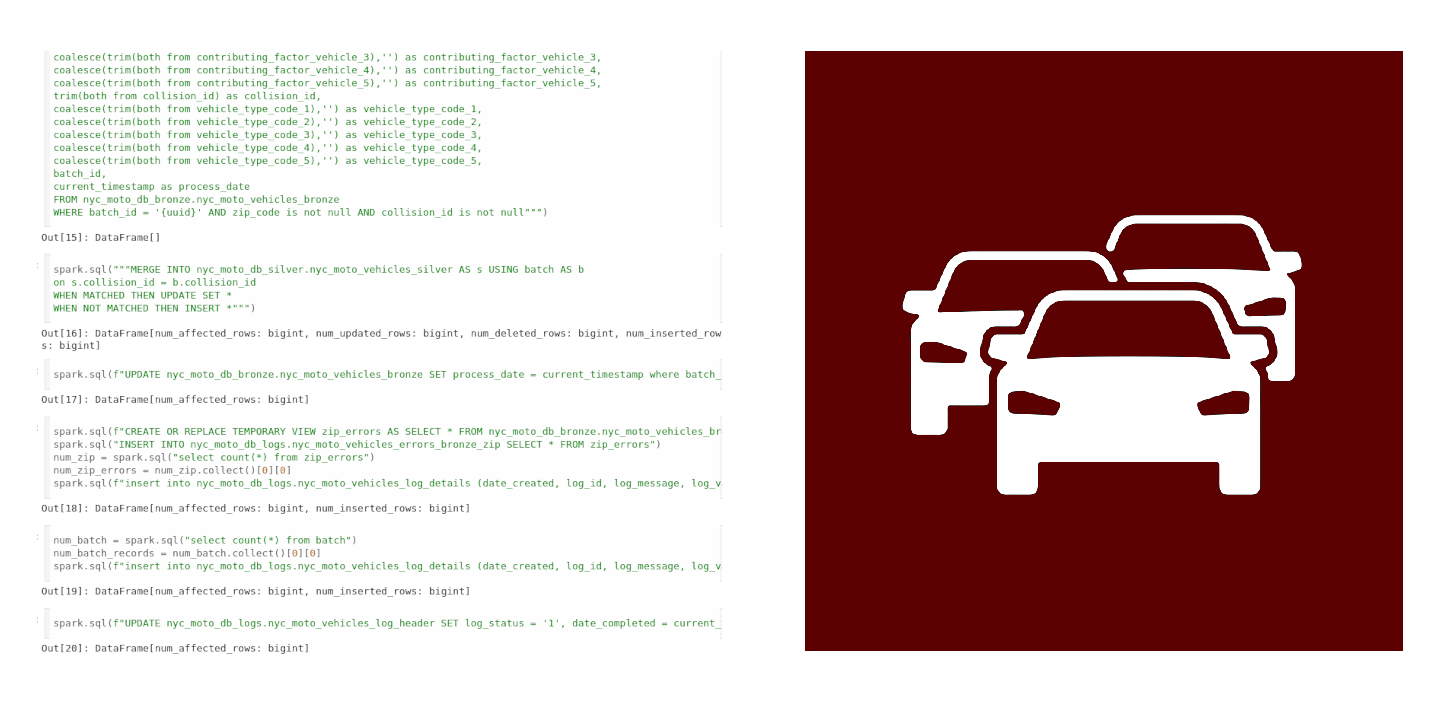 coalesce(trim(both from contributing_factor_vehicle_3),'') as contributing_factor_vehicle_3,
coalesce(trim(both from contributing_factor_vehicle_4),'') as contributing_factor_vehicle_4,
coalesce(trim(both from contributing_factor_vehicle_5),'') as contributing_factor_vehicle_5,
trim(both from collision_id) as collision_id,
coalesce(trim(both from vehicle_type_code_1),'') as vehicle_type_code_1,
coalesce(trim(both from vehicle_type_code_2),'') as vehicle_type_code_2,
coalesce(trim(both from vehicle_type_code_3),'') as vehicle_type_code_3,
coalesce(trim(both from vehicle_type_code_4),'') as vehicle_type_code_4,
coalesce(trim(both from vehicle_type_code_5),'') as vehicle_type_code_5,
batch_id,
current_timestamp as process_date
FROM nyc_moto_db_bronze.nyc_moto_vehicles_bronze
WHERE batch_id = '{uuid}' AND zip_code is not null AND collision_id is not null""")
Out[15]: DataFrame[]
spark.sql("""MERGE INTO nyc_moto_db_silver.nyc_moto_vehicles_silver AS s USING batch AS b
on s.collision_id = b.collision_id
WHEN MATCHED THEN UPDATE SET *
WHEN NOT MATCHED THEN INSERT *""")
Out[16]: DataFrame[num_affected_rows: bigint, num_updated_rows: bigint, num_deleted_rows: bigint, num_inserted_row
s: bigint]
spark.sql(f"UPDATE nyc_moto_db_bronze.nyc_moto_vehicles_bronze SET process_date = current_timestamp where batch_
Out[17]: DataFrame[num_affected_rows: bigint]
spark.sql(f"CREATE OR REPLACE TEMPORARY VIEW zip_errors AS SELECT * FROM nyc_moto_db_bronze.nyc_moto_vehicles_br
spark.sql("INSERT INTO nyc_moto_db_logs.nyc_moto_vehicles_errors_bronze_zip SELECT * FROM zip_errors")
num_zip = spark.sql("select count(*) from zip_errors")
num_zip_errors = num_zip.collect()[0][0]
spark.sql(f"insert into nyc_moto_db_logs.nyc_moto_vehicles_log_details (date_created, log_id, log_message, log_v
Out[18]: DataFrame[num_affected_rows: bigint, num_inserted_rows: bigint]
num_batch = spark.sql("select count(*) from batch")
num_batch_records = num_batch.collect()[0][0]
spark.sql(f"insert into nyc_moto_db_logs.nyc_moto_vehicles_log_details (date_created, log_id, log_message, log_v
Out[19]: DataFrame[num_affected_rows: bigint, num_inserted_rows: bigint]
spark.sql(f"UPDATE nyc_moto_db_logs.nyc_moto_vehicles_log_header SET log_status = '1', date_completed = current_
Out[20]: DataFrame[num_affected_rows: bigint]